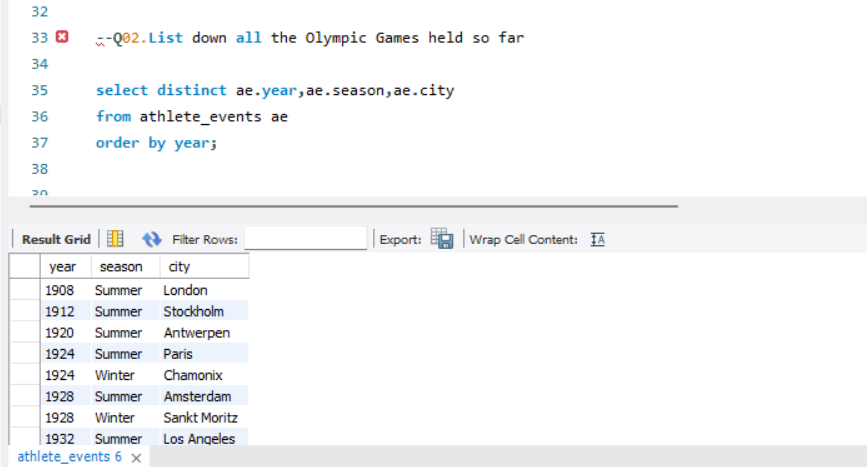 32
33 --Q02.List down all the Olympic Games held so far
34
35 select distinct ae.year,ae.season,ae.city
36 from athlete_events ae
37 order by year;
38
39
Result Grid Filter Rows: Export: Wrap Cell Content: IA
year season city
1908 Summer London
1912 Summer Stockholm
1920 Summer Antwerpen
1924 Summer Paris
1924 Winter Chamonix
1928 Summer Amsterdam
1928 Winter Sankt Moritz
1932 Summer Los Angeles
athlete_events 6